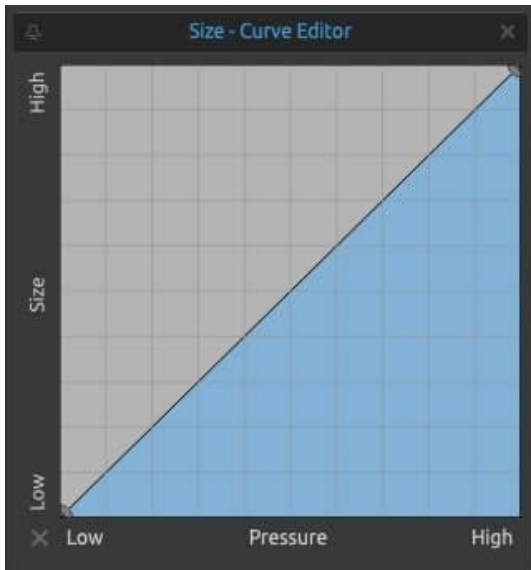 Size - Curve Editor
High
Size
Low
Low Pressure High